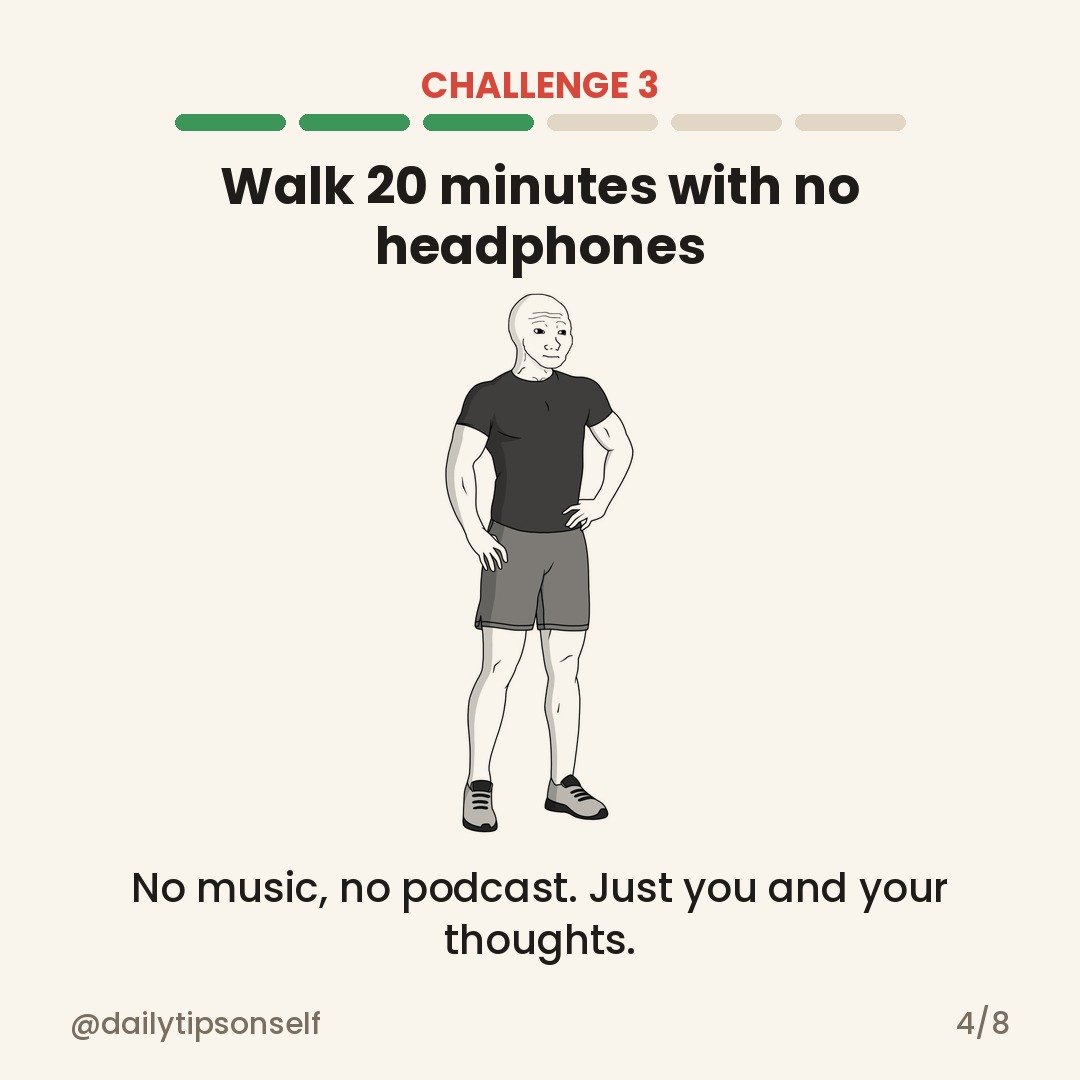 CHALLENGE 3
Walk 20 minutes with no
headphones
No music, no podcast. Just you and your
thoughts.
@dailytipsonself
4/8